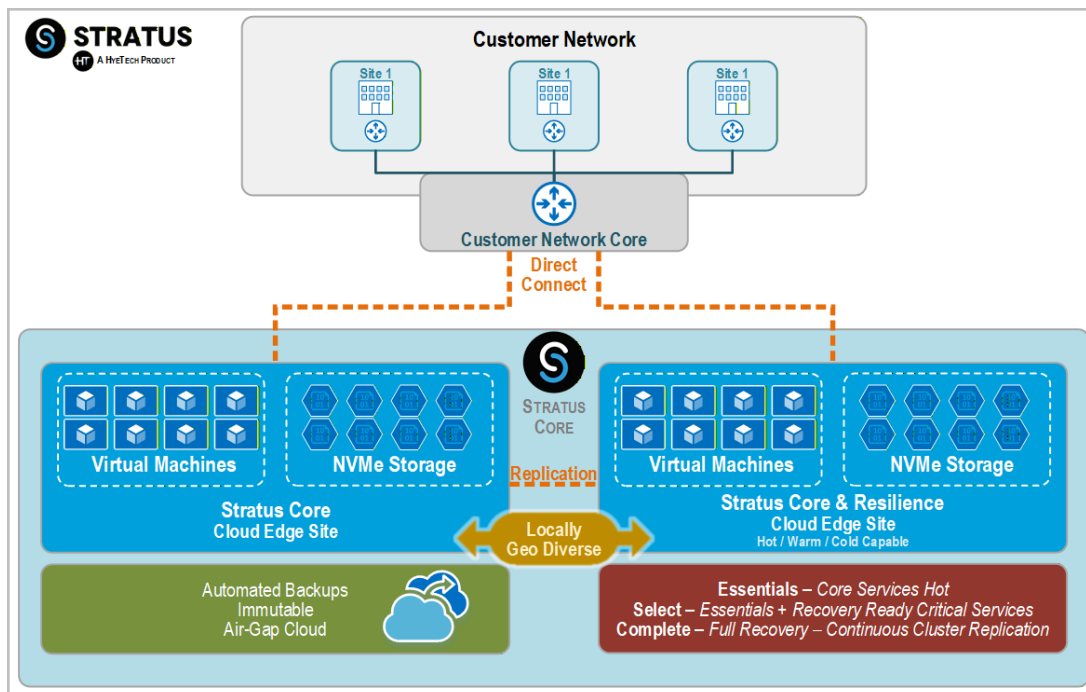 STRATUS
HT A HYETECH PRODUCT
Customer Network
Site 1
Site 1
Site 1
Customer Network Core
Direct
Connect
STRATUS
CORE
Virtual Machines
NVMe Storage
Stratus Core
Cloud Edge Site
Replication
Virtual Machines
NVMe Storage
Stratus Core & Resilience
Cloud Edge Site
Hot / Warm / Cold Capable
Locally
Geo Diverse
Automated Backups
Immutable
Air-Gap Cloud
Essentials – Core Services Hot
Select – Essentials + Recovery Ready Critical Services
Complete – Full Recovery – Continuous Cluster Replication